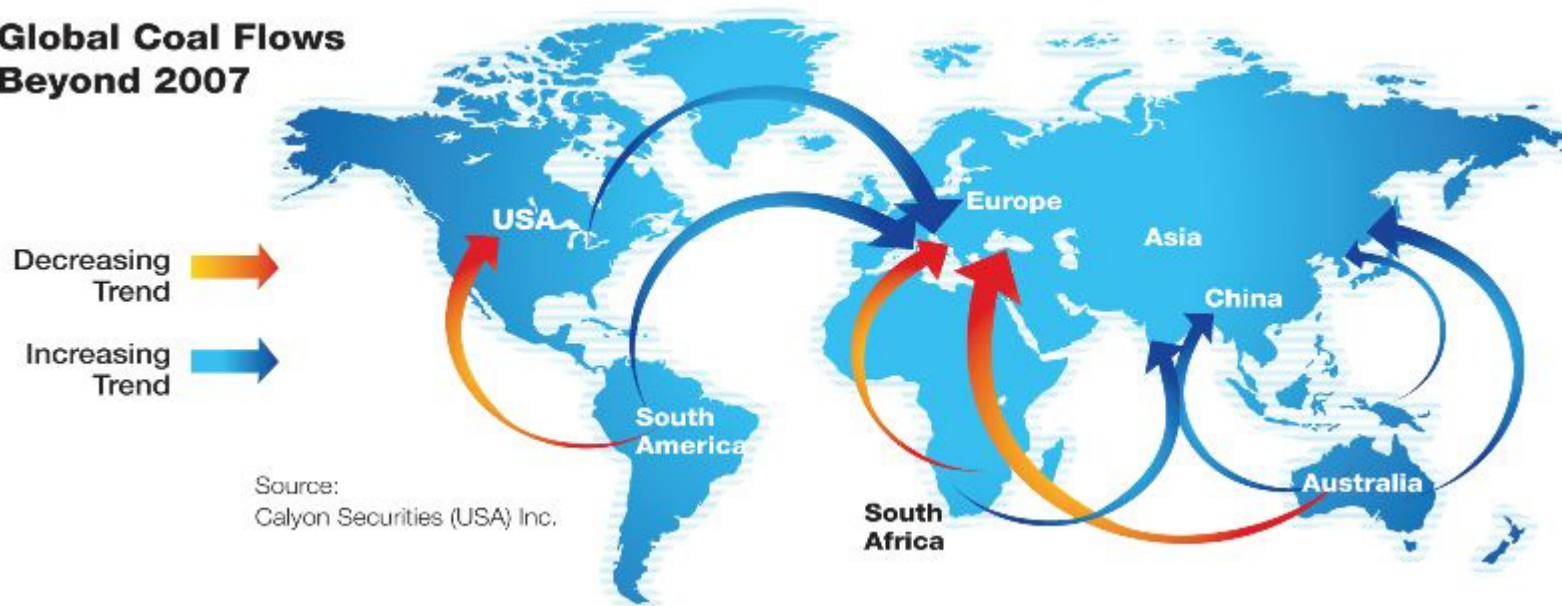 Global Coal Flows
Beyond 2007
USA
Europe
Asia
China
Decreasing
Trend
Increasing
Trend
South
America
Source:
Calyon Securities (USA) Inc.
South
Africa
Australia